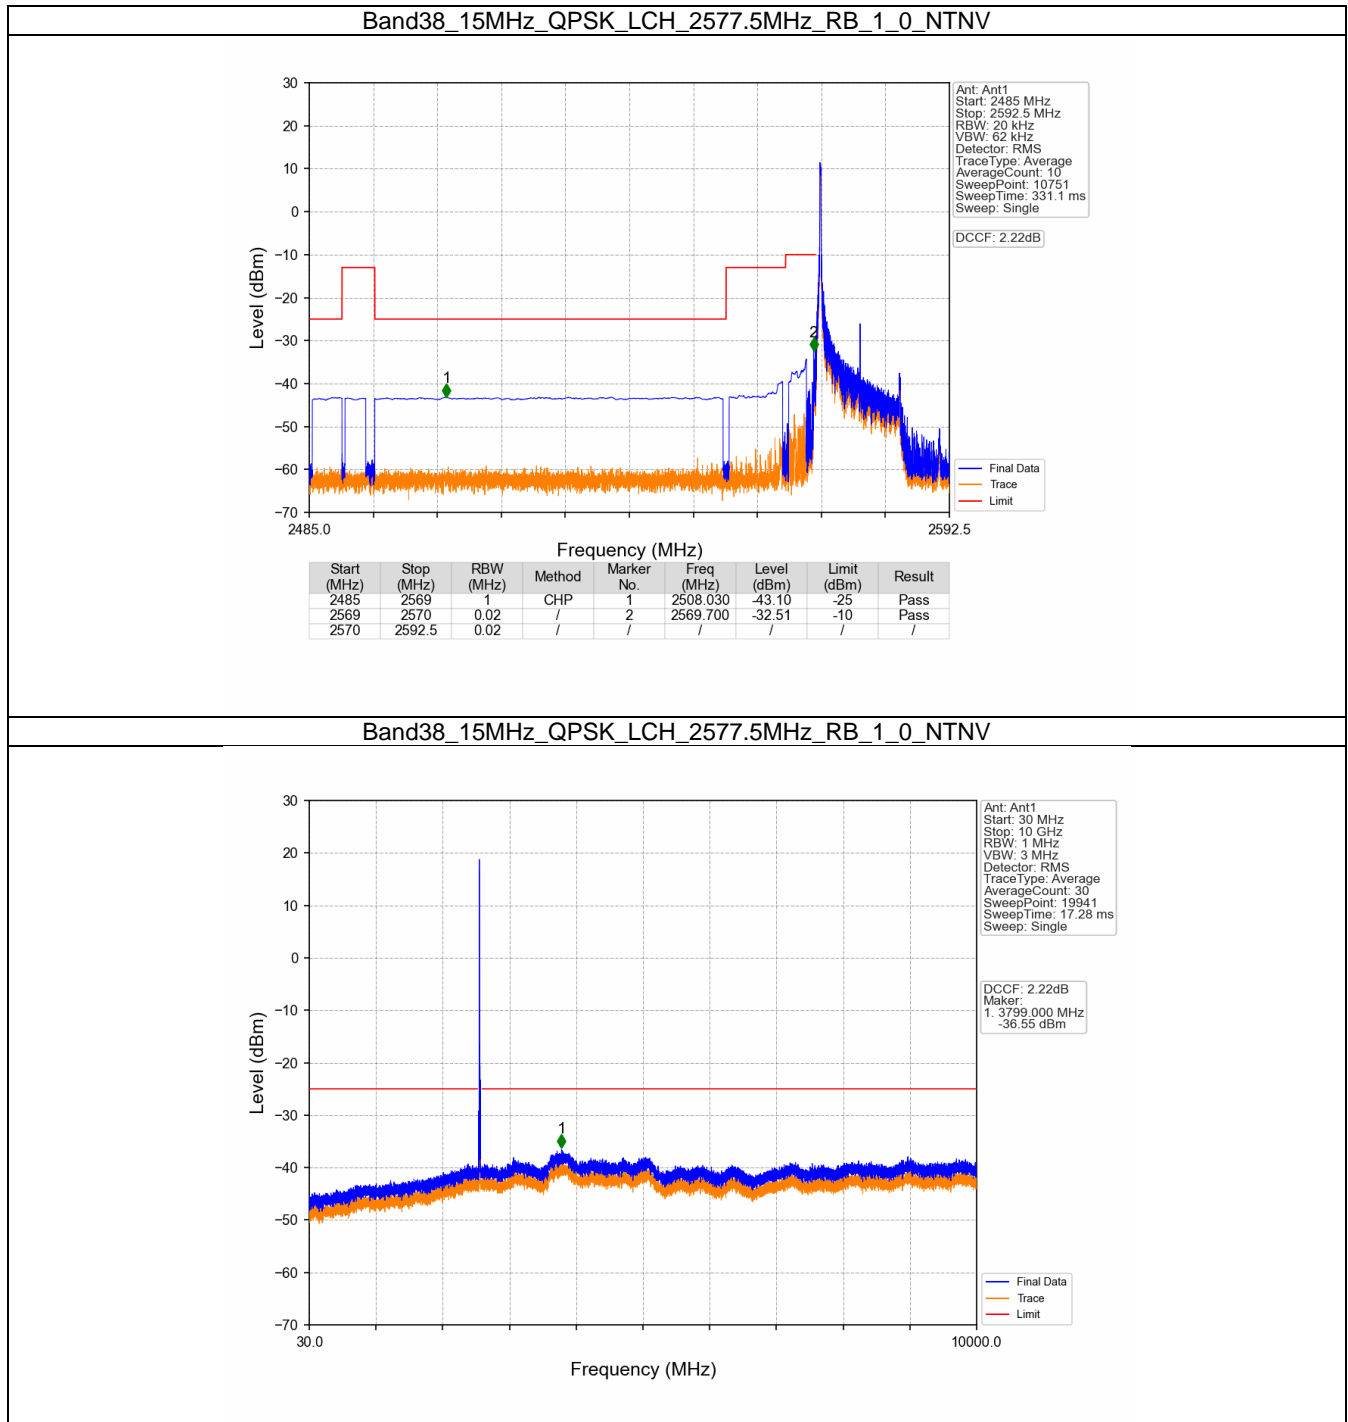 Band38_15MHz_QPSK_LCH_2577.5MHz_RB_1_0_NTNV
30
20
10
0
−10
−20
−30
−40
−50
−60
−70
Level (dBm)
1
2
2485.0
2592.5
Frequency (MHz)
Ant: Ant1
Start: 2485 MHz
Stop: 2592.5 MHz
RBW: 20 kHz
VBW: 62 kHz
Detector: RMS
TraceType: Average
AverageCount: 10
SweepPoint: 10751
SweepTime: 331.1 ms
Sweep: Single
DCCF: 2.22dB
Final Data
Trace
Limit
Start (MHz) Stop (MHz) RBW (MHz) Method Marker No. Freq (MHz) Level (dBm) Limit (dBm) Result
2485 2569 1 CHP 1 2508.030 -43.10 -25 Pass
2569 2570 0.02 / 2 2569.700 -32.51 -10 Pass
2570 2592.5 0.02 / / / / / /
Band38_15MHz_QPSK_LCH_2577.5MHz_RB_1_0_NTNV
30
20
10
0
−10
−20
−30
−40
−50
−60
−70
Level (dBm)
1
30.0
10000.0
Frequency (MHz)
Ant: Ant1
Start: 30 MHz
Stop: 10 GHz
RBW: 1 MHz
VBW: 3 MHz
Detector: RMS
TraceType: Average
AverageCount: 30
SweepPoint: 19941
SweepTime: 17.28 ms
Sweep: Single
DCCF: 2.22dB
Maker:
1. 3799.000 MHz
-36.55 dBm
Final Data
Trace
Limit